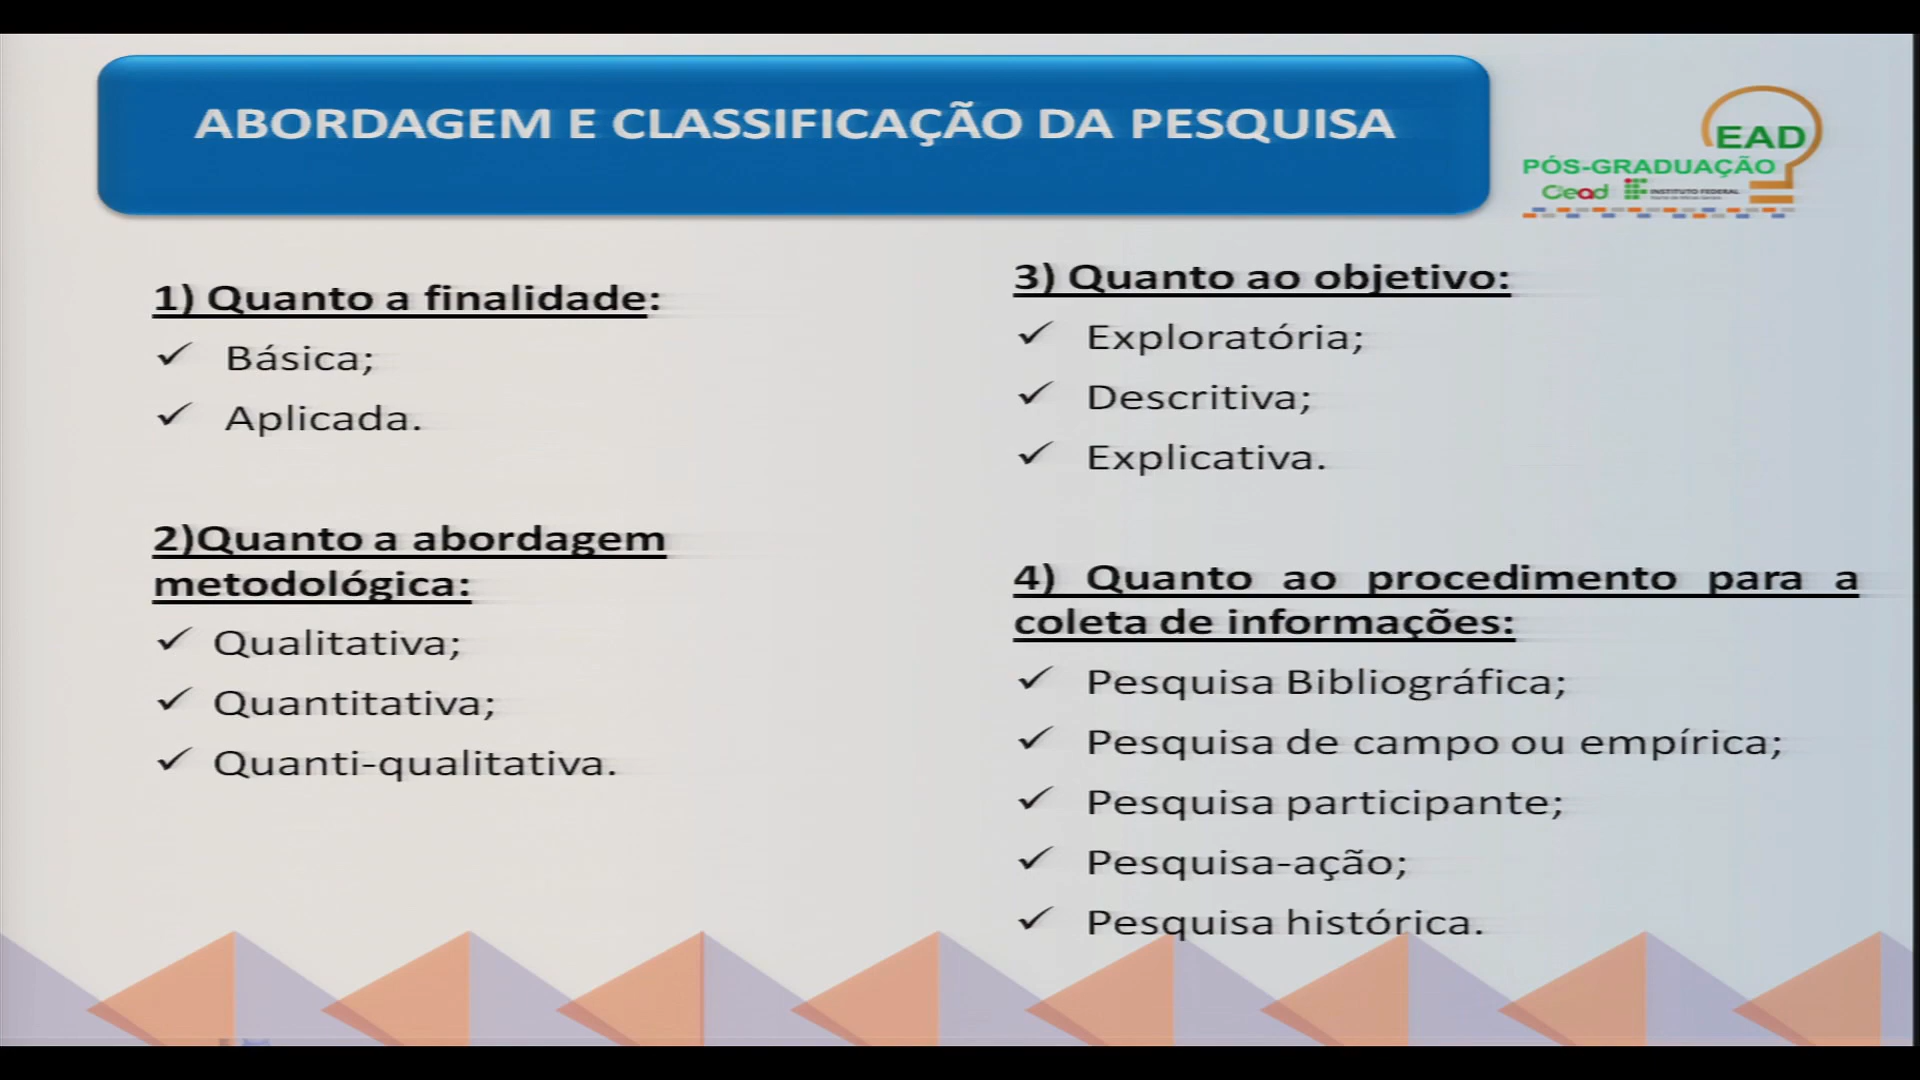 ABORDAGEM E CLASSIFICAÇÃO DA PESQUISA
EAD
PÓS-GRADUAÇÃO
Cead
INSTITUTO FEDERAL
1) Quanto a finalidade:
✓ Básica;
✓ Aplicada.
2)Quanto a abordagem
metodológica:
✓ Qualitativa;
✓ Quantitativa;
✓ Quanti-qualitativa.
3) Quanto ao objetivo:
✓ Exploratória;
✓ Descritiva;
✓ Explicativa.
4) Quanto ao procedimento para a
coleta de informações:
✓ Pesquisa Bibliográfica;
✓ Pesquisa de campo ou empírica;
✓ Pesquisa participante;
✓ Pesquisa-ação;
✓ Pesquisa histórica.